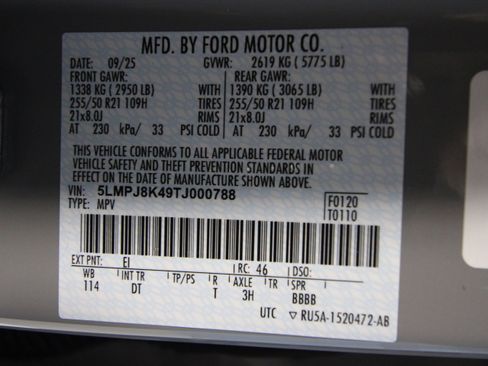 MFD. BY FORD MOTOR CO.
DATE: 09/25 GVWR: 2619 KG ( 5775 LB)
FRONT GAWR: REAR GAWR:
1338 KG ( 2950 LB) WITH 1390 KG ( 3065 LB) WITH
255/50 R21 109H TIRES 255/50 R21 109H TIRES
21x8.0J RIMS 21x8.0J RIMS
AT 230 kPa/ 33 PSI COLD AT 230 kPa/ 33 PSI COLD
THIS VEHICLE CONFORMS TO ALL APPLICABLE FEDERAL MOTOR
VEHICLE SAFETY AND THEFT PREVENTION STANDARDS IN
EFFECT ON THE DATE OF MANUFACTURE SHOWN ABOVE.
VIN: 5LMPJ8K49TJ000788 F0120
TYPE: MPV T0110
EXT PNT: EI RC: 46 DSO:
WB INT TR TP/PS R AXLE TR SPR
114 DT T 3H BBBB
UTC ▽ RU5A-1520472-AB